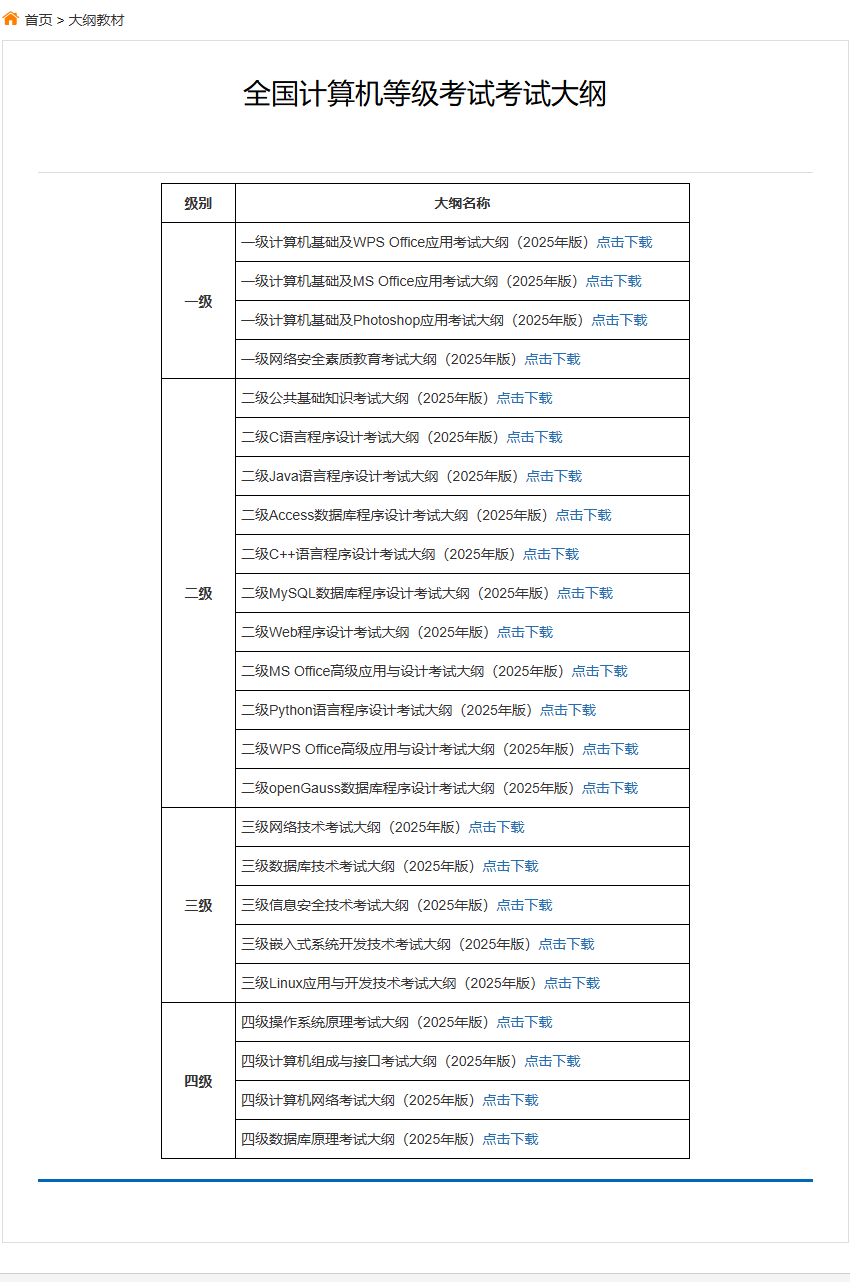 首页 > 大纲教材
全国计算机等级考试考试大纲
级别 大纲名称
一级
一级计算机基础及WPS Office应用考试大纲（2025年版）点击下载
一级计算机基础及MS Office应用考试大纲（2025年版）点击下载
一级计算机基础及Photoshop应用考试大纲（2025年版）点击下载
一级网络安全素质教育考试大纲（2025年版）点击下载
二级
二级公共基础知识考试大纲（2025年版）点击下载
二级C语言程序设计考试大纲（2025年版）点击下载
二级Java语言程序设计考试大纲（2025年版）点击下载
二级Access数据库程序设计考试大纲（2025年版）点击下载
二级C++语言程序设计考试大纲（2025年版）点击下载
二级MySQL数据库程序设计考试大纲（2025年版）点击下载
二级Web程序设计考试大纲（2025年版）点击下载
二级MS Office高级应用与设计考试大纲（2025年版）点击下载
二级Python语言程序设计考试大纲（2025年版）点击下载
二级WPS Office高级应用与设计考试大纲（2025年版）点击下载
二级openGauss数据库程序设计考试大纲（2025年版）点击下载
三级
三级网络技术考试大纲（2025年版）点击下载
三级数据库技术考试大纲（2025年版）点击下载
三级信息安全技术考试大纲（2025年版）点击下载
三级嵌入式系统开发技术考试大纲（2025年版）点击下载
三级Linux应用与开发技术考试大纲（2025年版）点击下载
四级
四级操作系统原理考试大纲（2025年版）点击下载
四级计算机组成与接口考试大纲（2025年版）点击下载
四级计算机网络考试大纲（2025年版）点击下载
四级数据库原理考试大纲（2025年版）点击下载